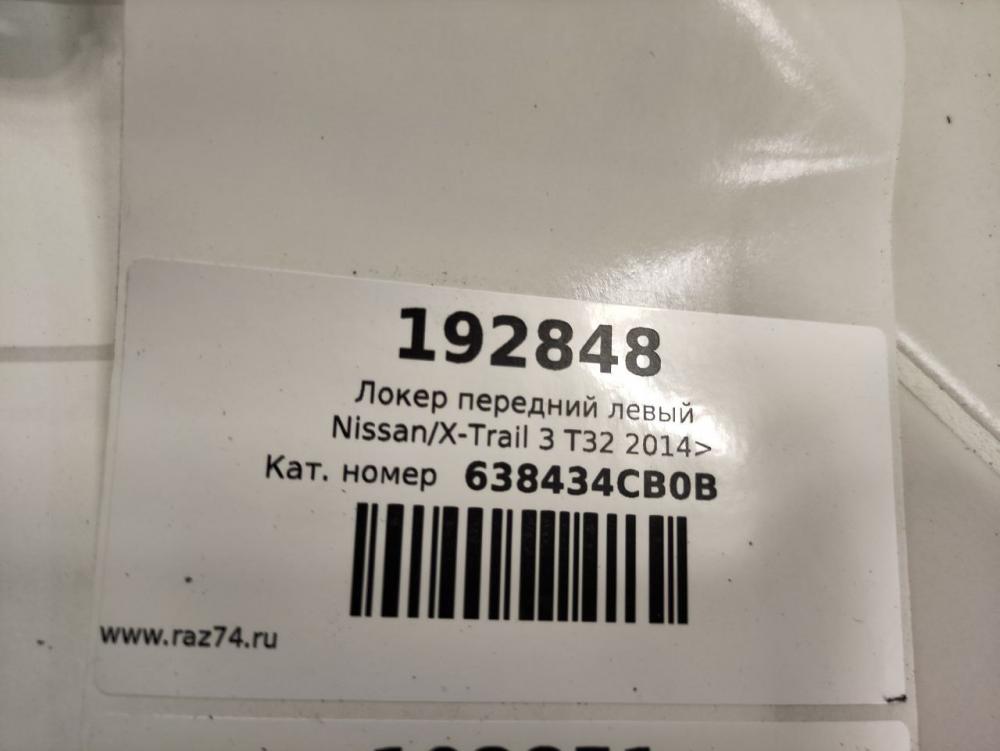 192848
Локер передний левый
Nissan/X-Trail 3 T32 2014>
Кат. номер 638434CB0B
www.raz74.ru